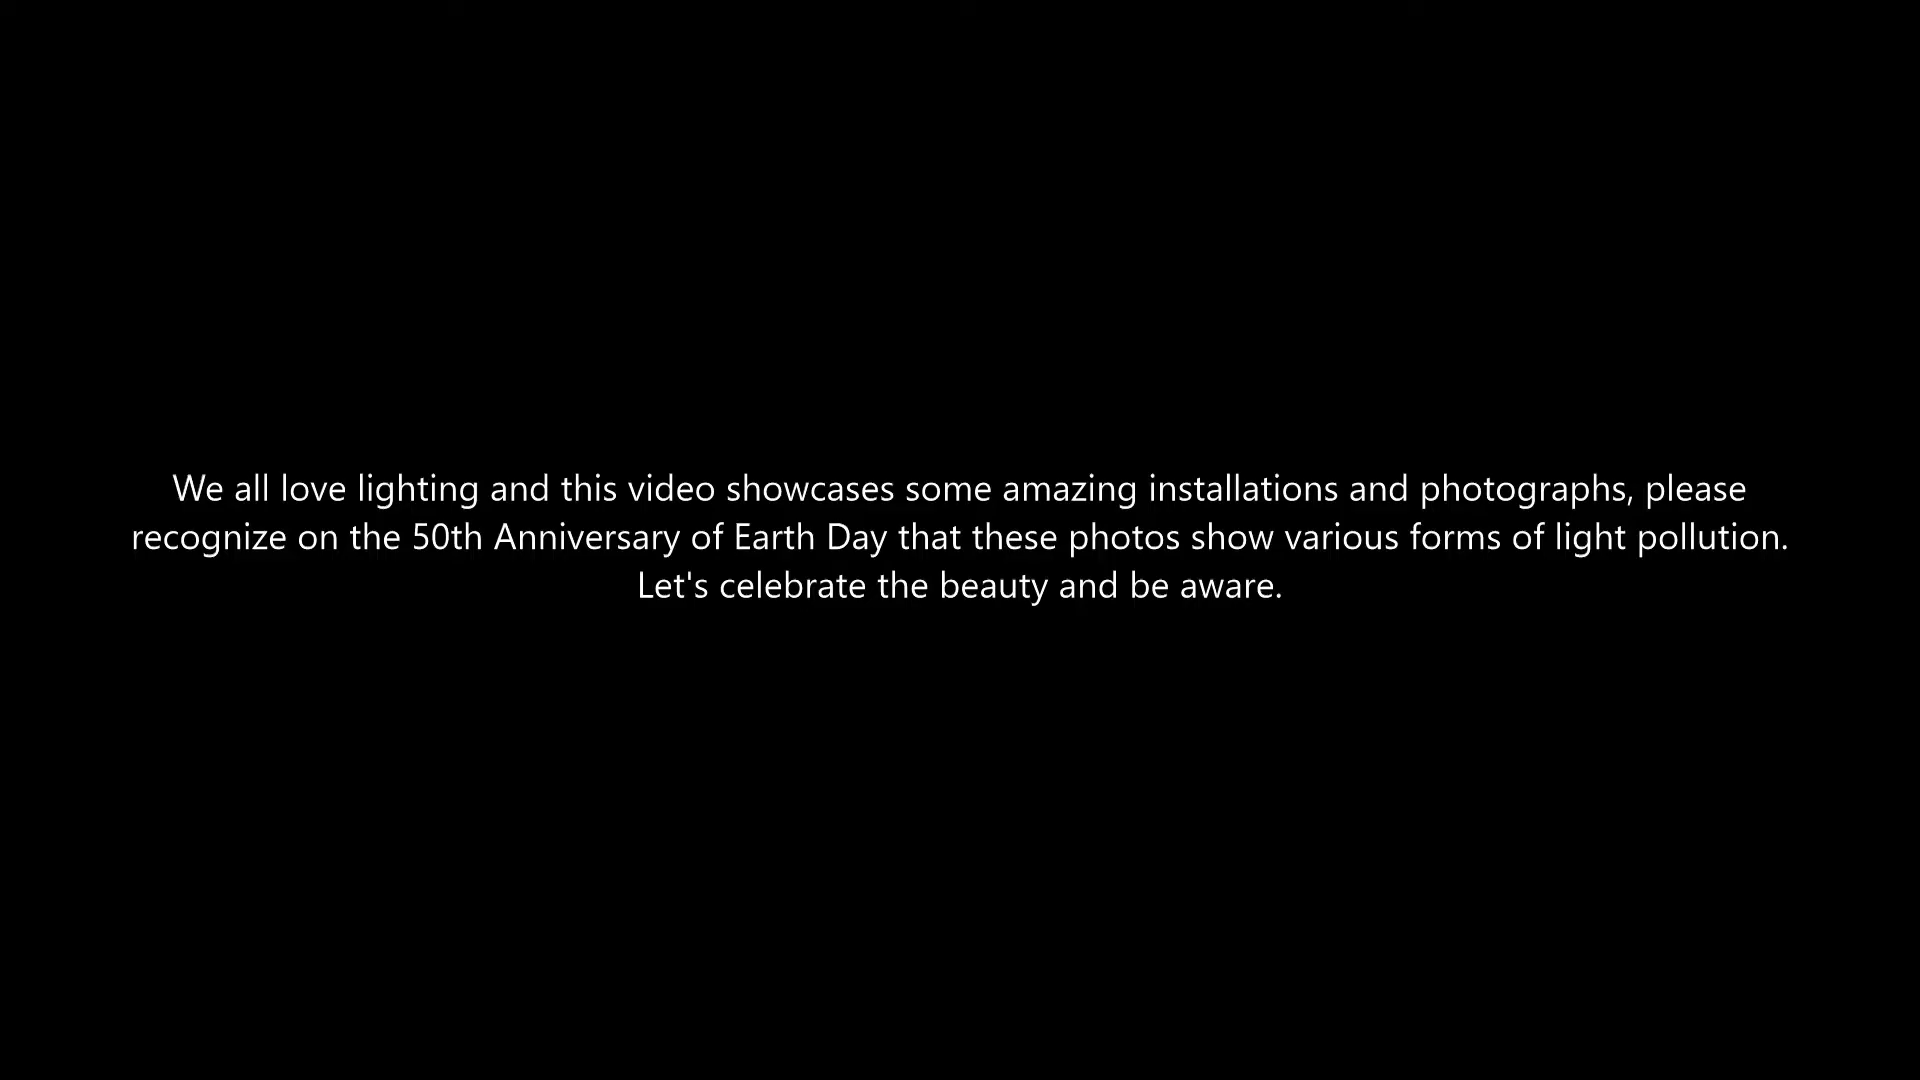 We all love lighting and this video showcases some amazing installations and photographs, please
recognize on the 50th Anniversary of Earth Day that these photos show various forms of light pollution.
Let's celebrate the beauty and be aware.